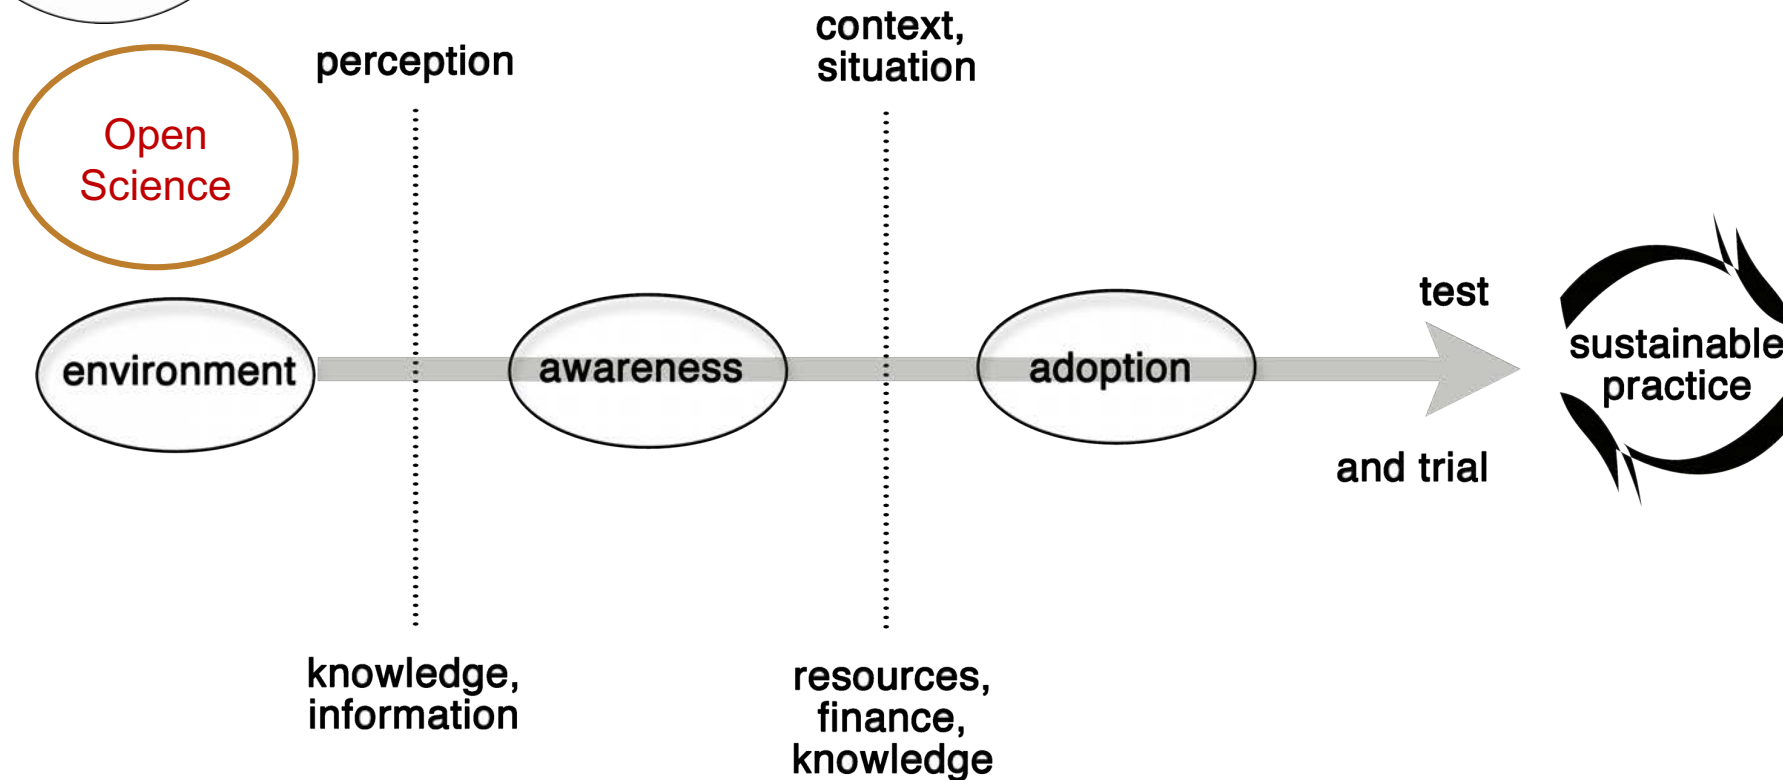 context,
situation
perception
Open
Science
test
environment
awareness
adoption
sustainable
practice
and trial
knowledge,
information
resources,
finance,
knowledge